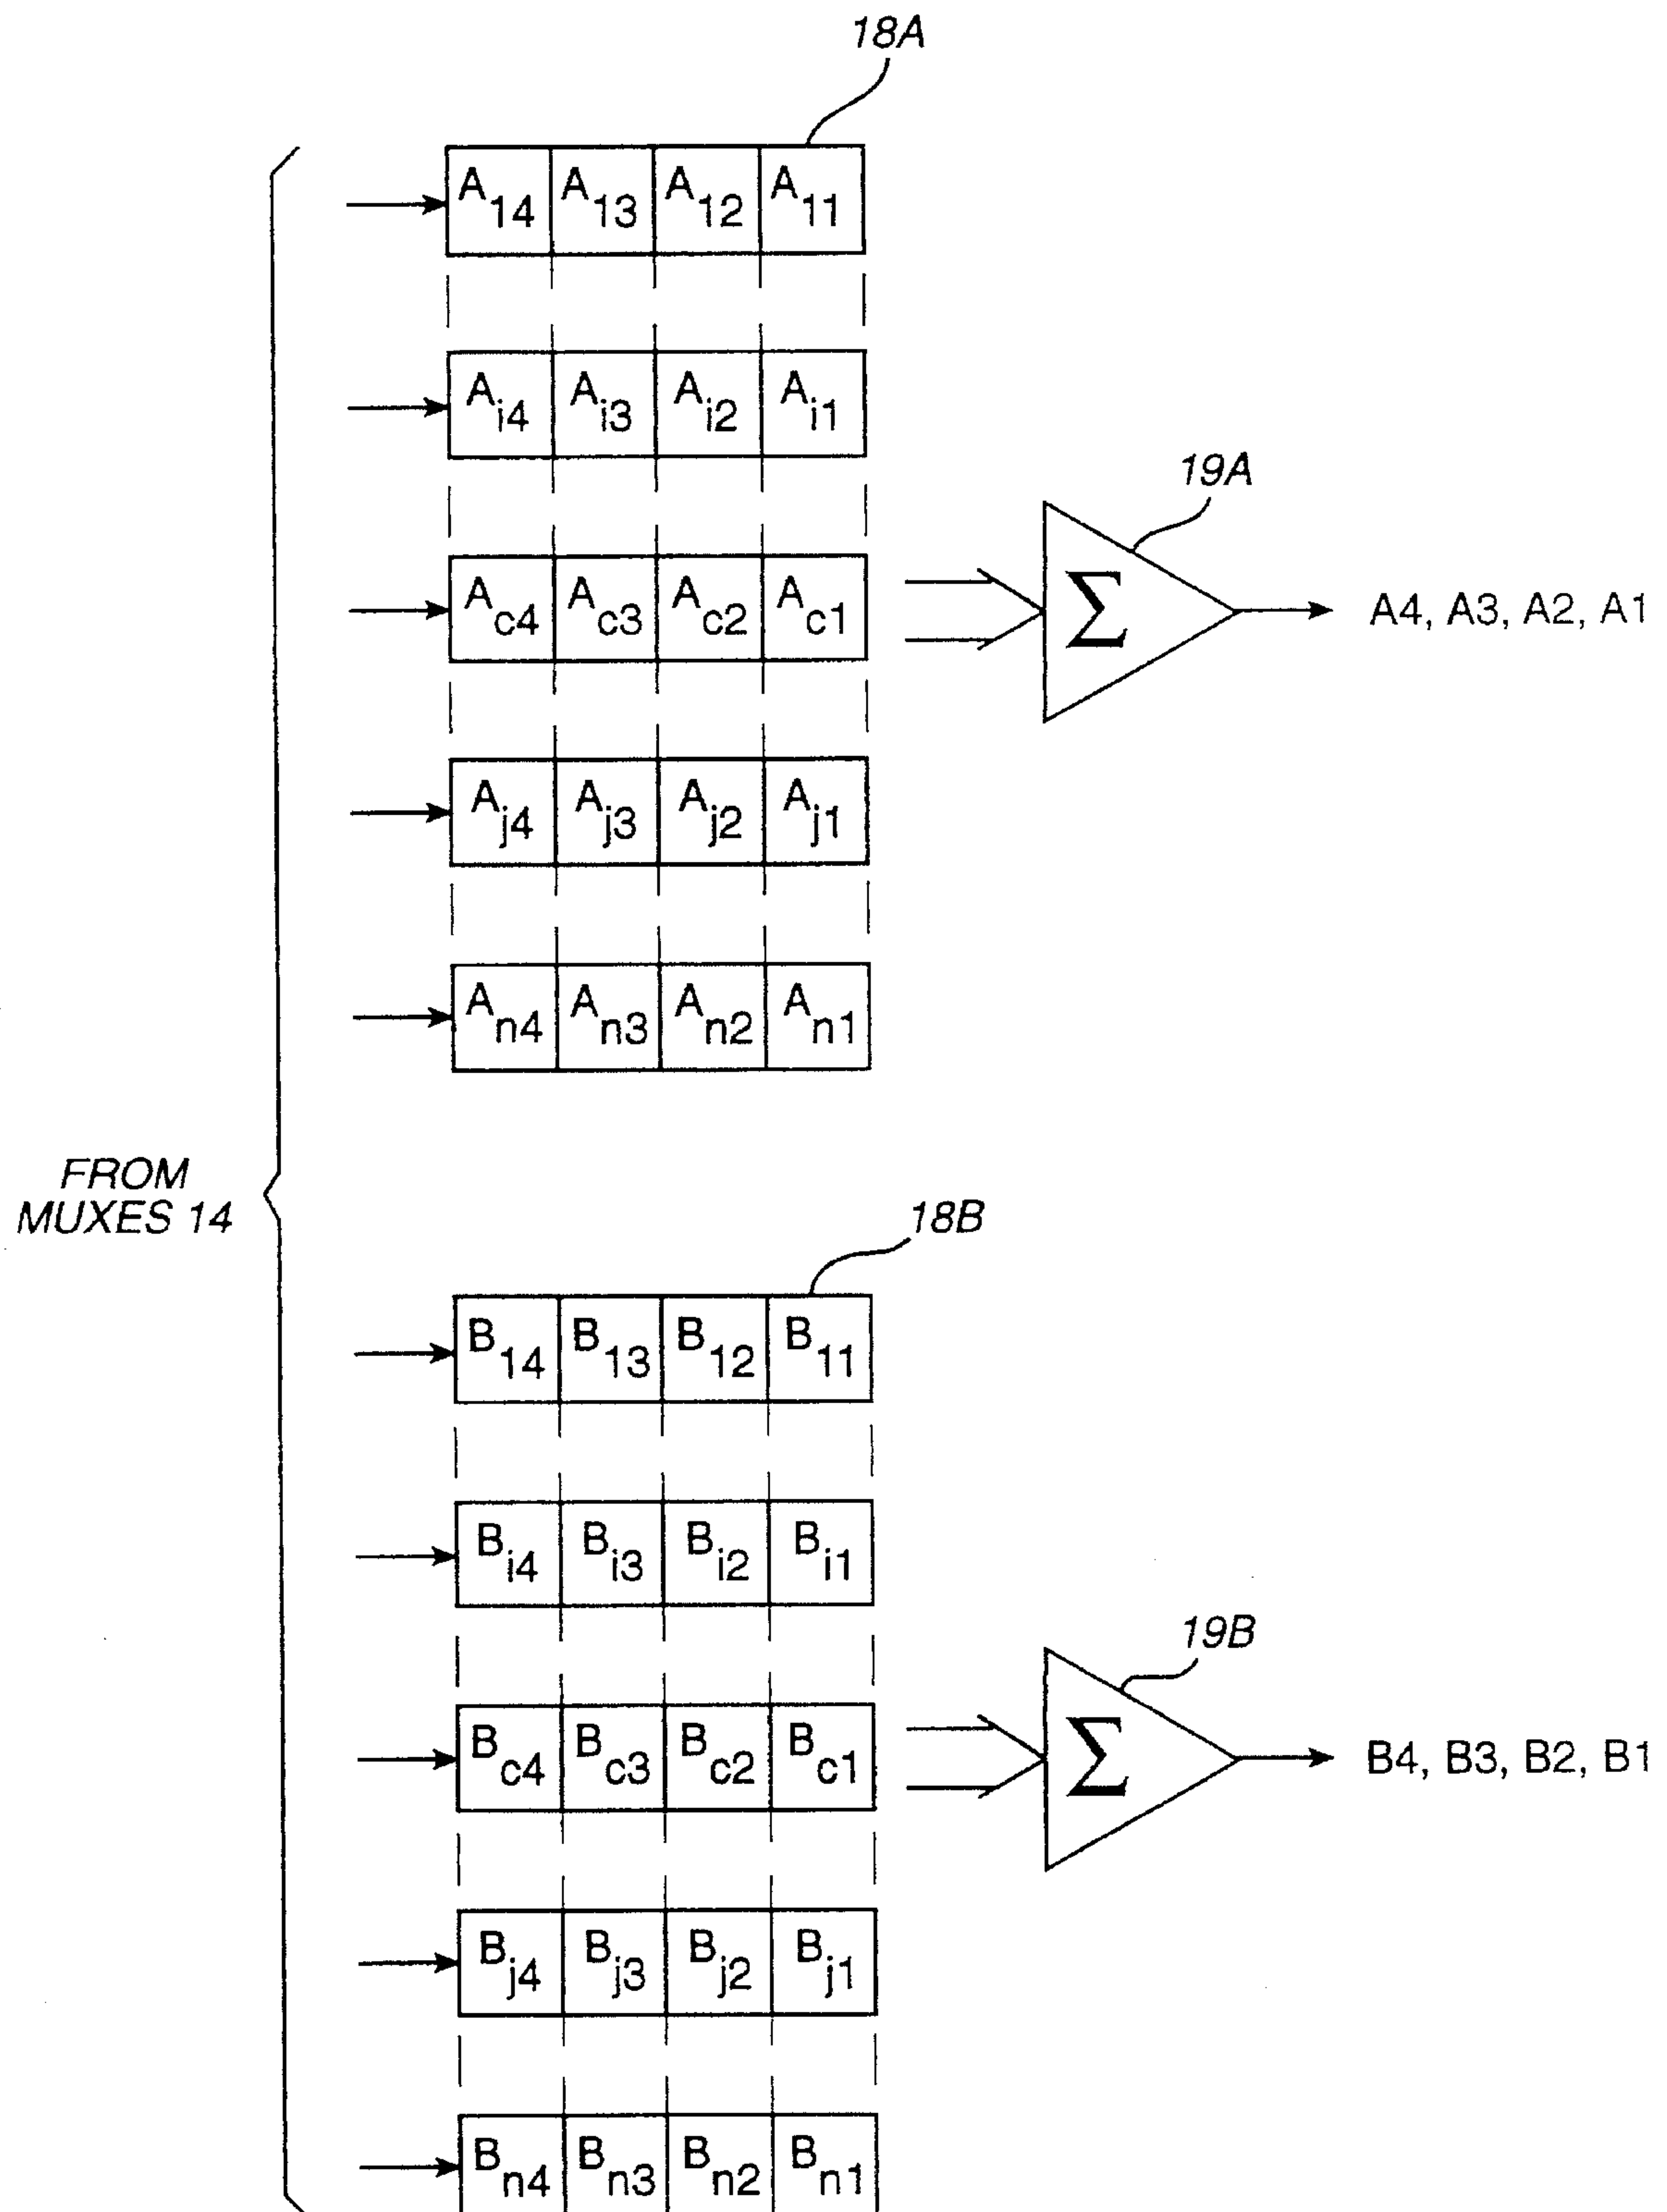 18A
A14 A13 A12 A11
Ai4 Ai3 Ai2 Ai1
19A
Ac4 Ac3 Ac2 Ac1
Σ
A4, A3, A2, A1
Aj4 Aj3 Aj2 Aj1
An4 An3 An2 An1
FROM
MUXES 14
18B
B14 B13 B12 B11
Bi4 Bi3 Bi2 Bi1
19B
Bc4 Bc3 Bc2 Bc1
Σ
B4, B3, B2, B1
Bj4 Bj3 Bj2 Bj1
Bn4 Bn3 Bn2 Bn1